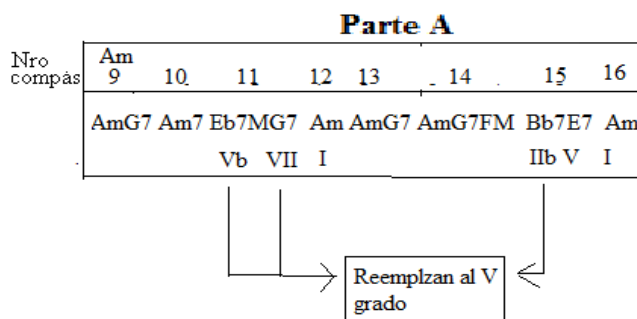 Parte A
Am
Nro
compás
9 10 11 12 13 14 15 16
AmG7 Am7 Eb7MG7 Am AmG7 AmG7FM Bb7E7 Am
Vb VII I IIb V I
Reemplzan al V
grado